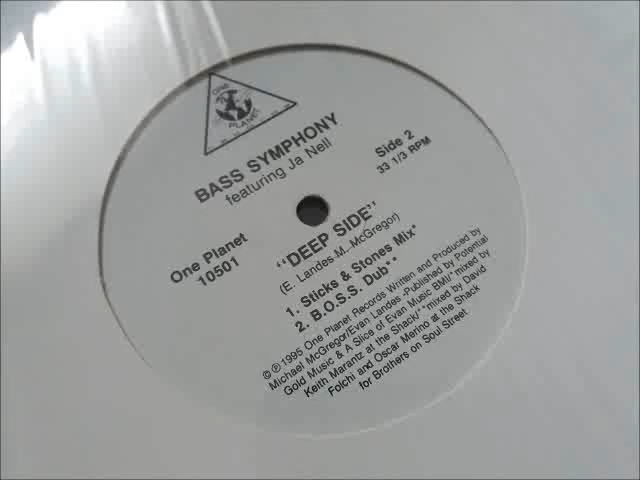 ONE
PLANET
BASS SYMPHONY
featuring Ja Nell
Side 2
33 1/3 RPM
One Planet
10501
"DEEP SIDE"
(E. Landes M. McGregor)
1. Sticks & Stones Mix*
2. B.O.S.S. Dub**
© ℗ 1995 One Planet Records Written and Produced by
Michael McGregor/Evan Landes-Published by Potential
Gold Music & A Slice of Evan Music BMI/*mixed by
Keith Marantz at the Shack/**mixed by David
Folchi and Oscar Merino at the Shack
for Brothers on Soul Street